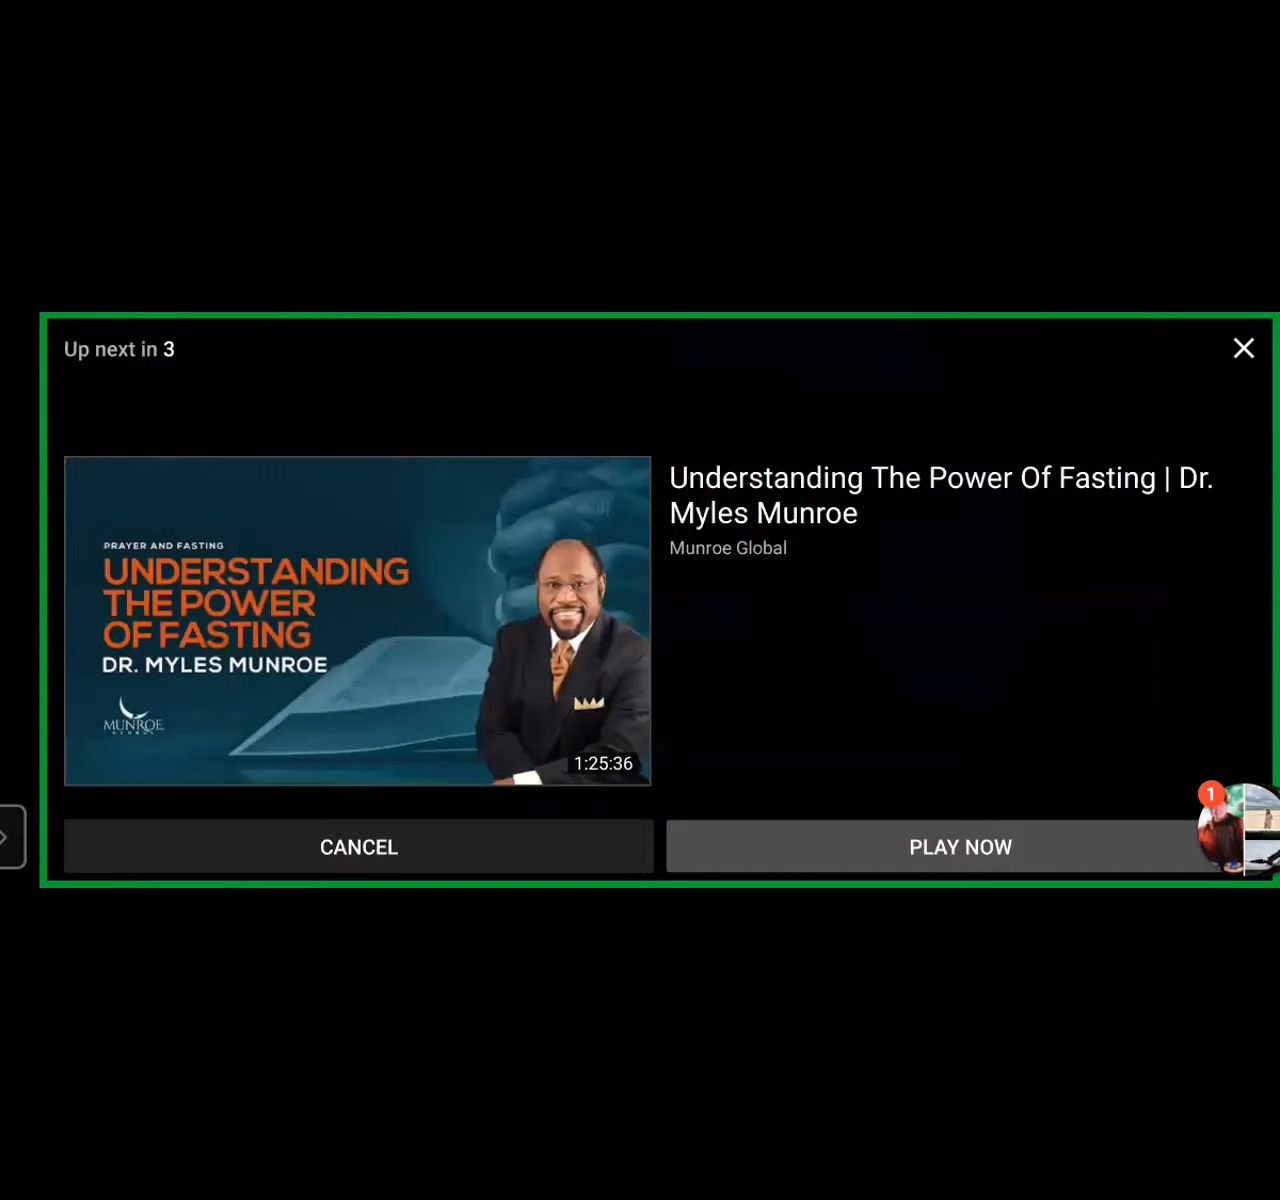 Up next in 3
PRAYER AND FASTING
UNDERSTANDING
THE POWER
OF FASTING
DR. MYLES MUNROE
MUNROE
GLOBAL
1:25:36
Understanding The Power Of Fasting | Dr.
Myles Munroe
Munroe Global
1
CANCEL
PLAY NOW